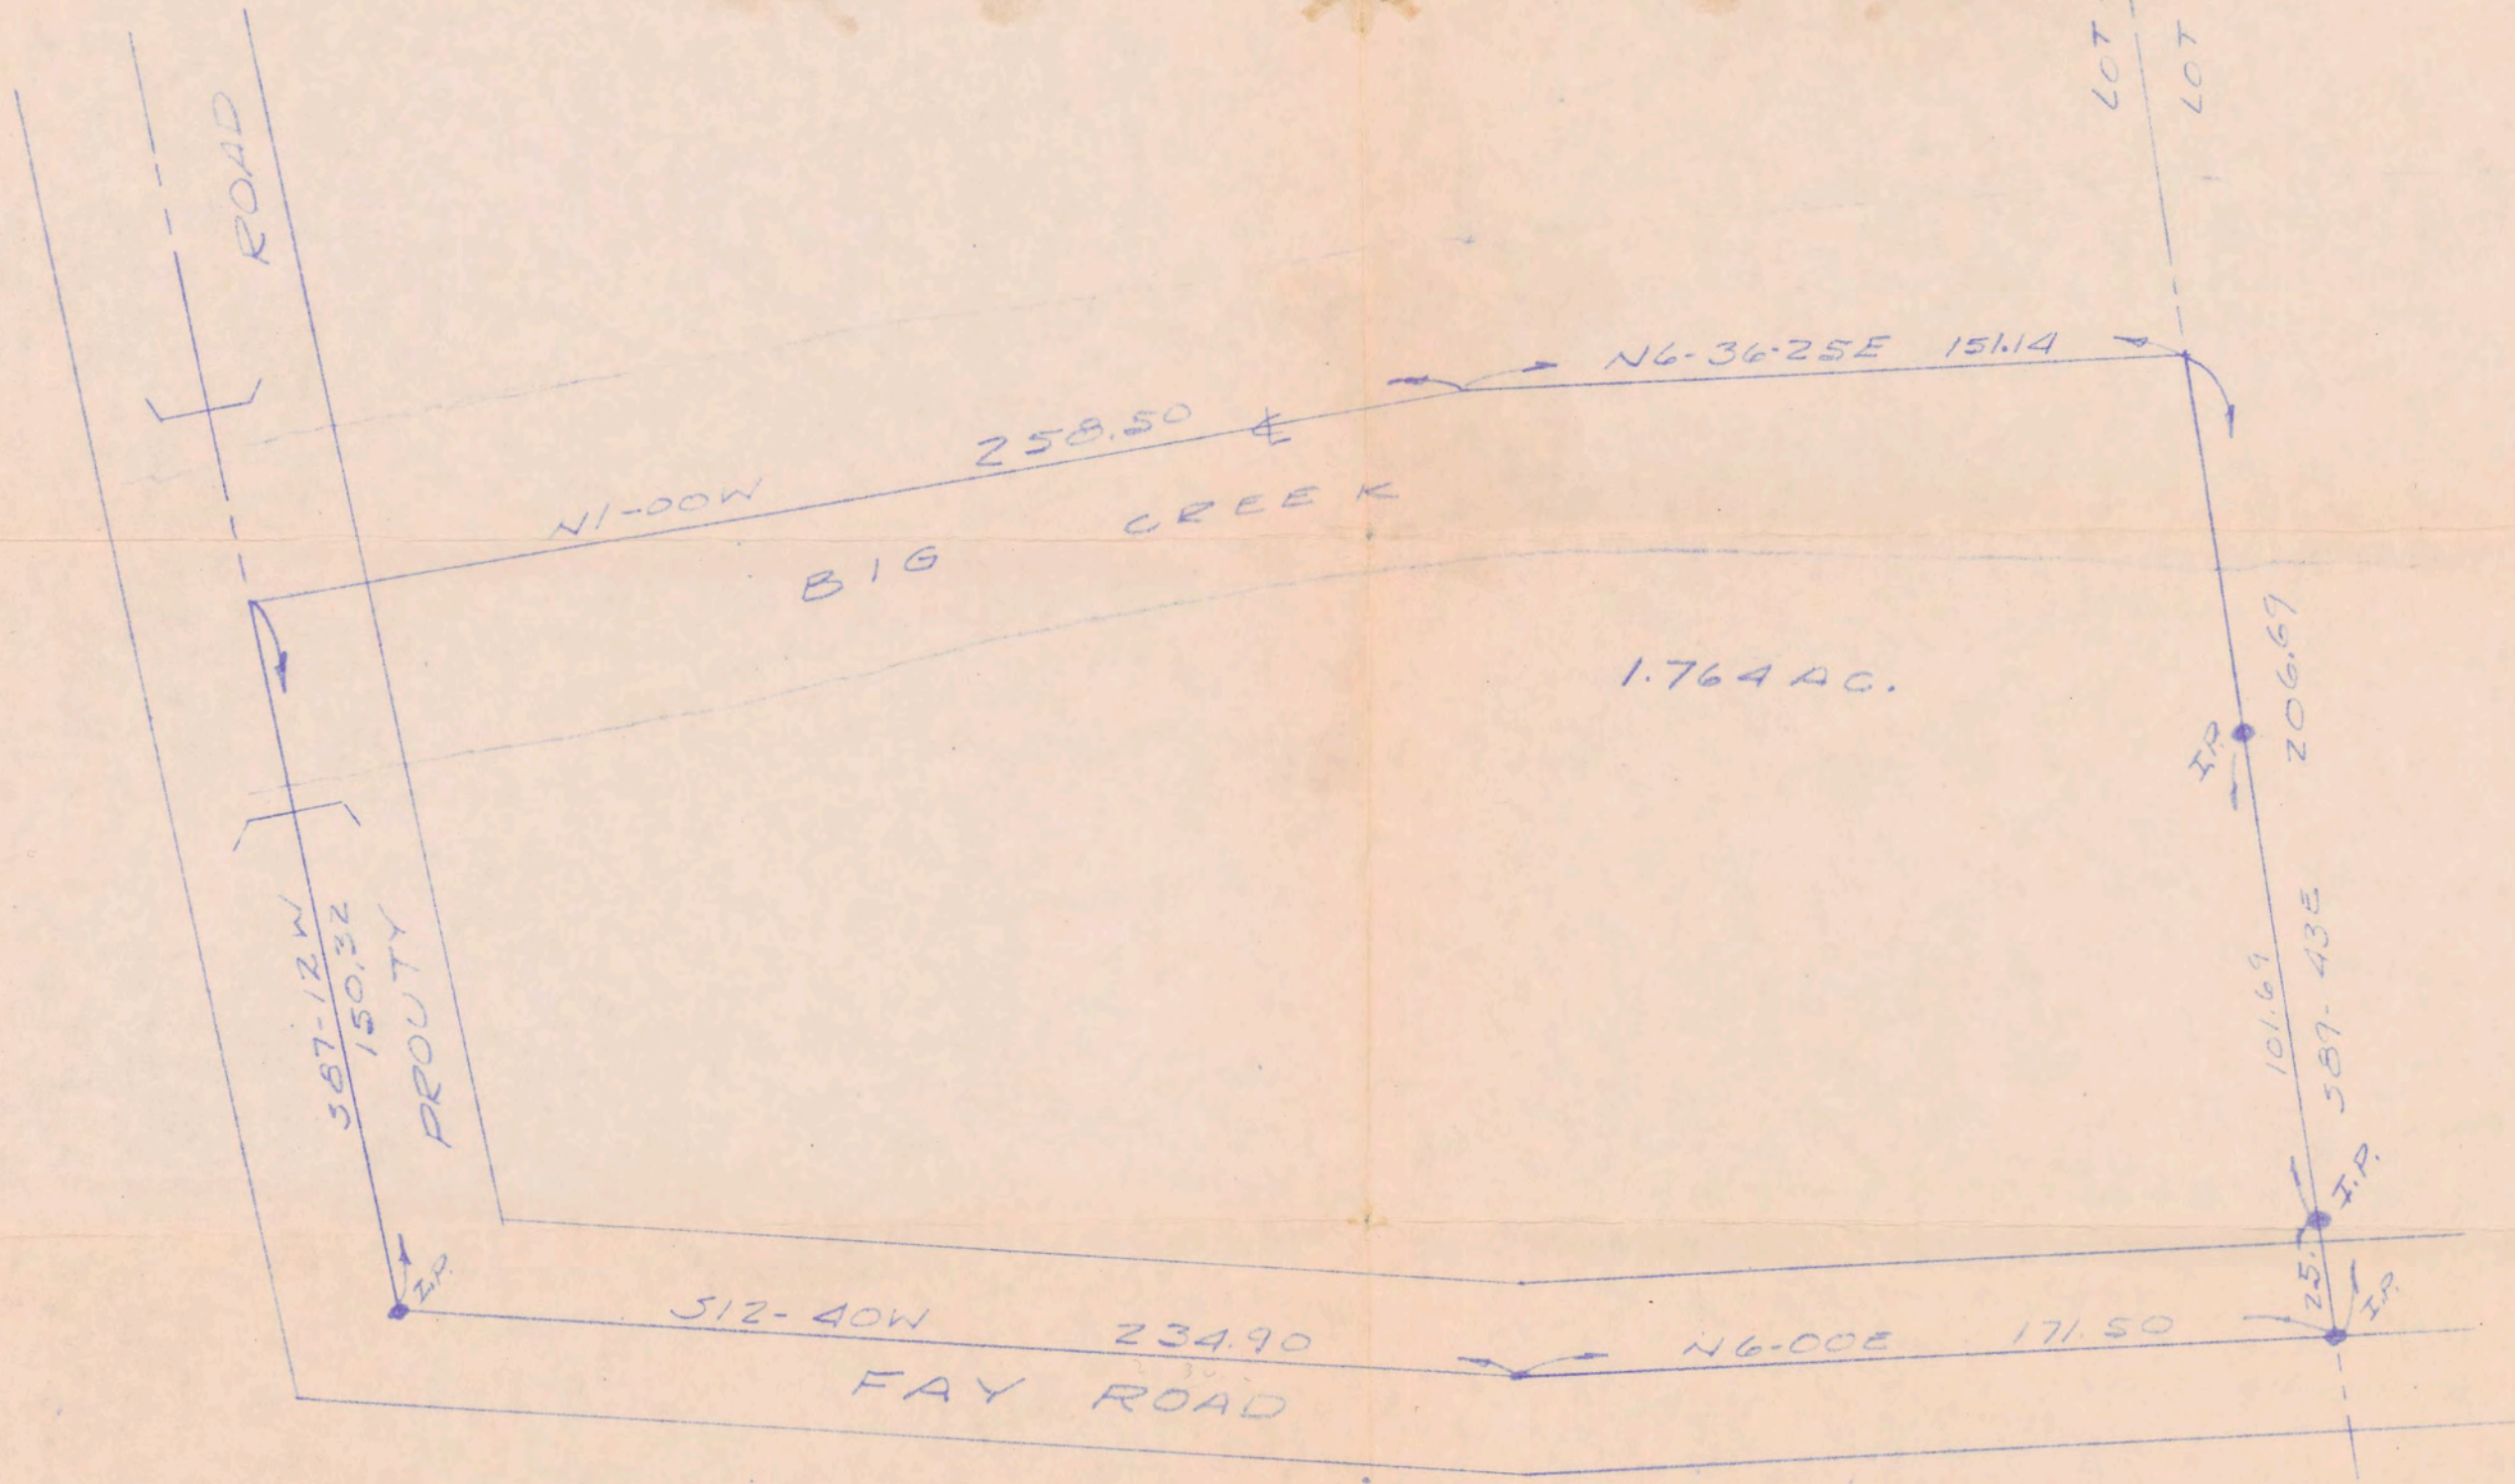 LOT
LOT
ROAD
N6-36-25E 151.14
N1-00W 258.50 ℄
BIG CREEK
1.764 AC.
206.69
I.P.
S87-12W
150.32
PROUTY
101.69
S89-43E
I.P.
25.
I.P.
I.P.
S12-40W 234.90
N6-00E 171.50
FAY ROAD